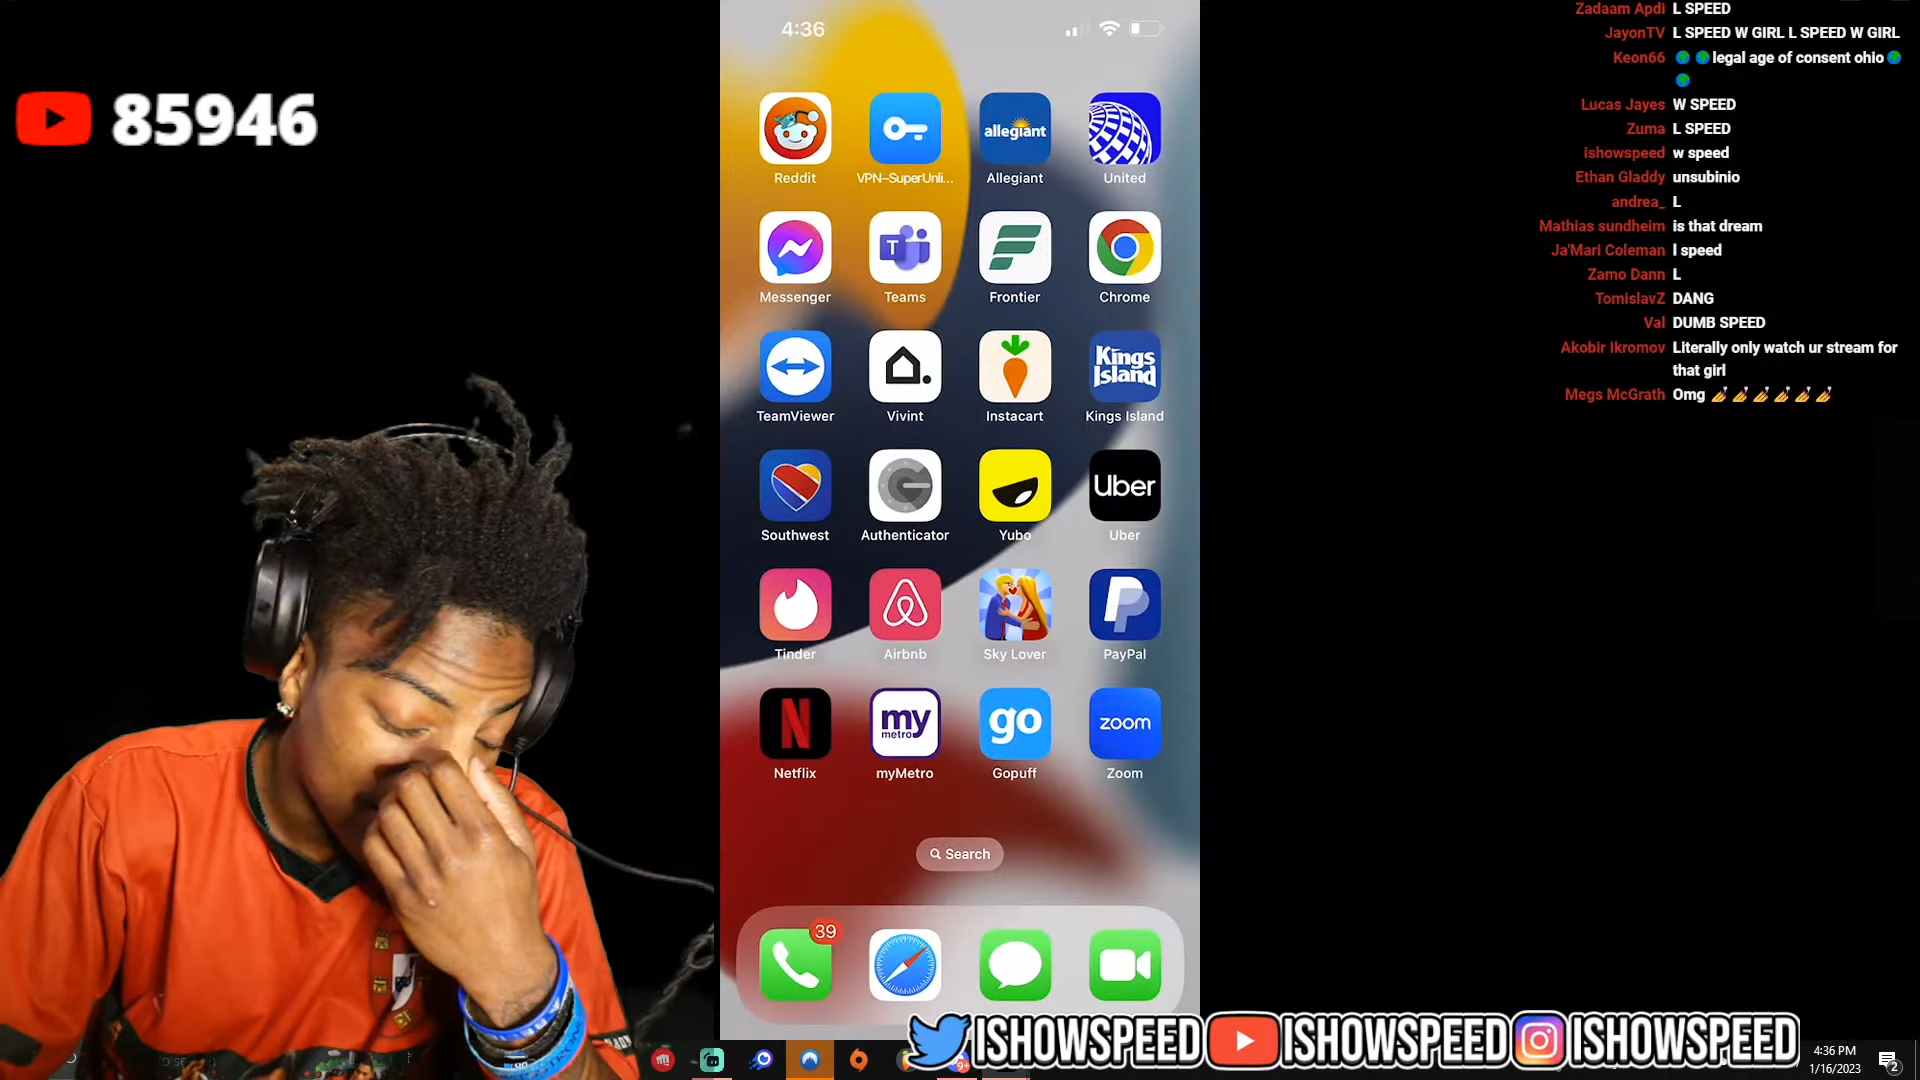 85946
4:36
allegiant
Reddit
VPN–SuperUnli...
Allegiant
United
T
Messenger
Teams
Frontier
Chrome
Kings
Island
TeamViewer
Vivint
Instacart
Kings Island
Uber
Southwest
Authenticator
Yubo
Uber
Tinder
Airbnb
Sky Lover
PayPal
my
metro
go
zoom
Netflix
myMetro
Gopuff
Zoom
Search
39
Zadaam Apdi L SPEED
JayonTV L SPEED W GIRL L SPEED W GIRL
Keon66 🌍 🌍 legal age of consent ohio 🌍
🌍
Lucas Jayes W SPEED
Zuma L SPEED
ishowspeed w speed
Ethan Gladdy unsubinio
andrea_ L
Mathias sundheim is that dream
Ja'Mari Coleman l speed
Zamo Dann L
TomislavZ DANG
Val DUMB SPEED
Akobir Ikromov Literally only watch ur stream for
that girl
Megs McGrath Omg 💅💅💅💅💅💅
ISHOWSPEED ISHOWSPEED ISHOWSPEED
9+
4:36 PM
1/16/2023
2